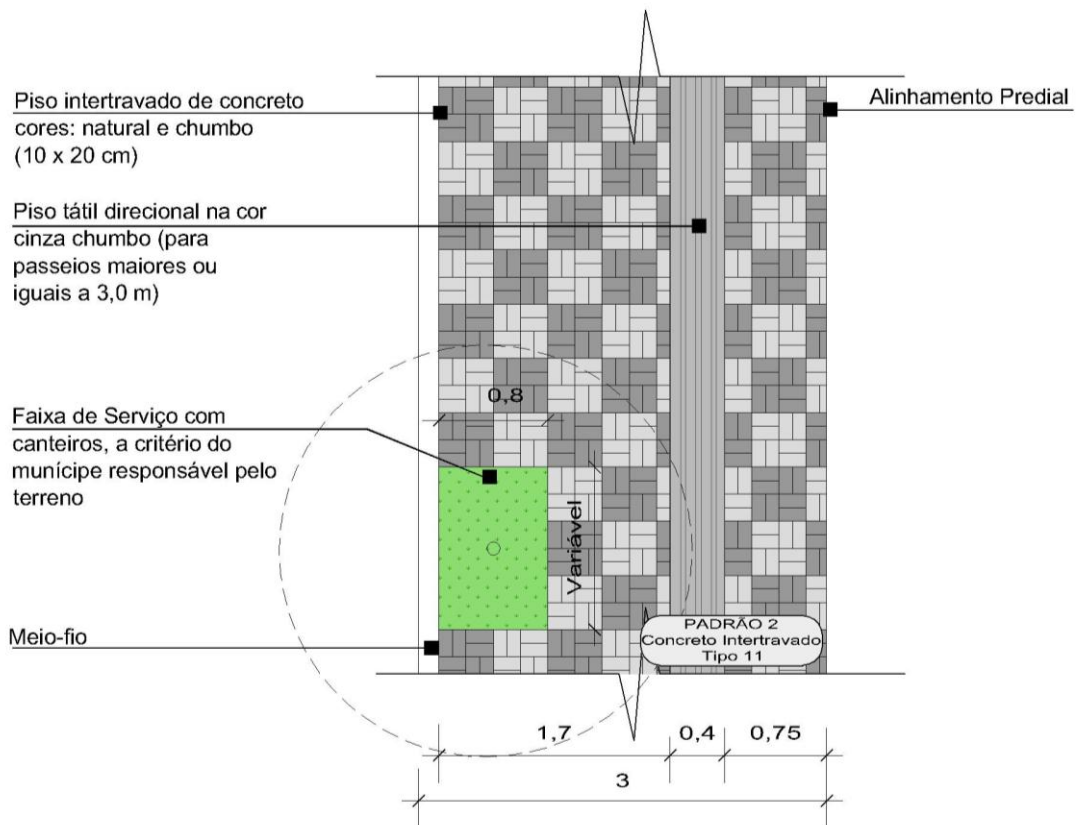 Piso intertravado de concreto
cores: natural e chumbo
(10 x 20 cm)
Alinhamento Predial
Piso tátil direcional na cor
cinza chumbo (para
passeios maiores ou
iguais a 3,0 m)
0,8
Faixa de Serviço com
canteiros, a critério do
munícipe responsável pelo
terreno
Variável
Meio-fio
PADRÃO 2
Concreto Intertravado
Tipo 11
1,7
0,4
0,75
3